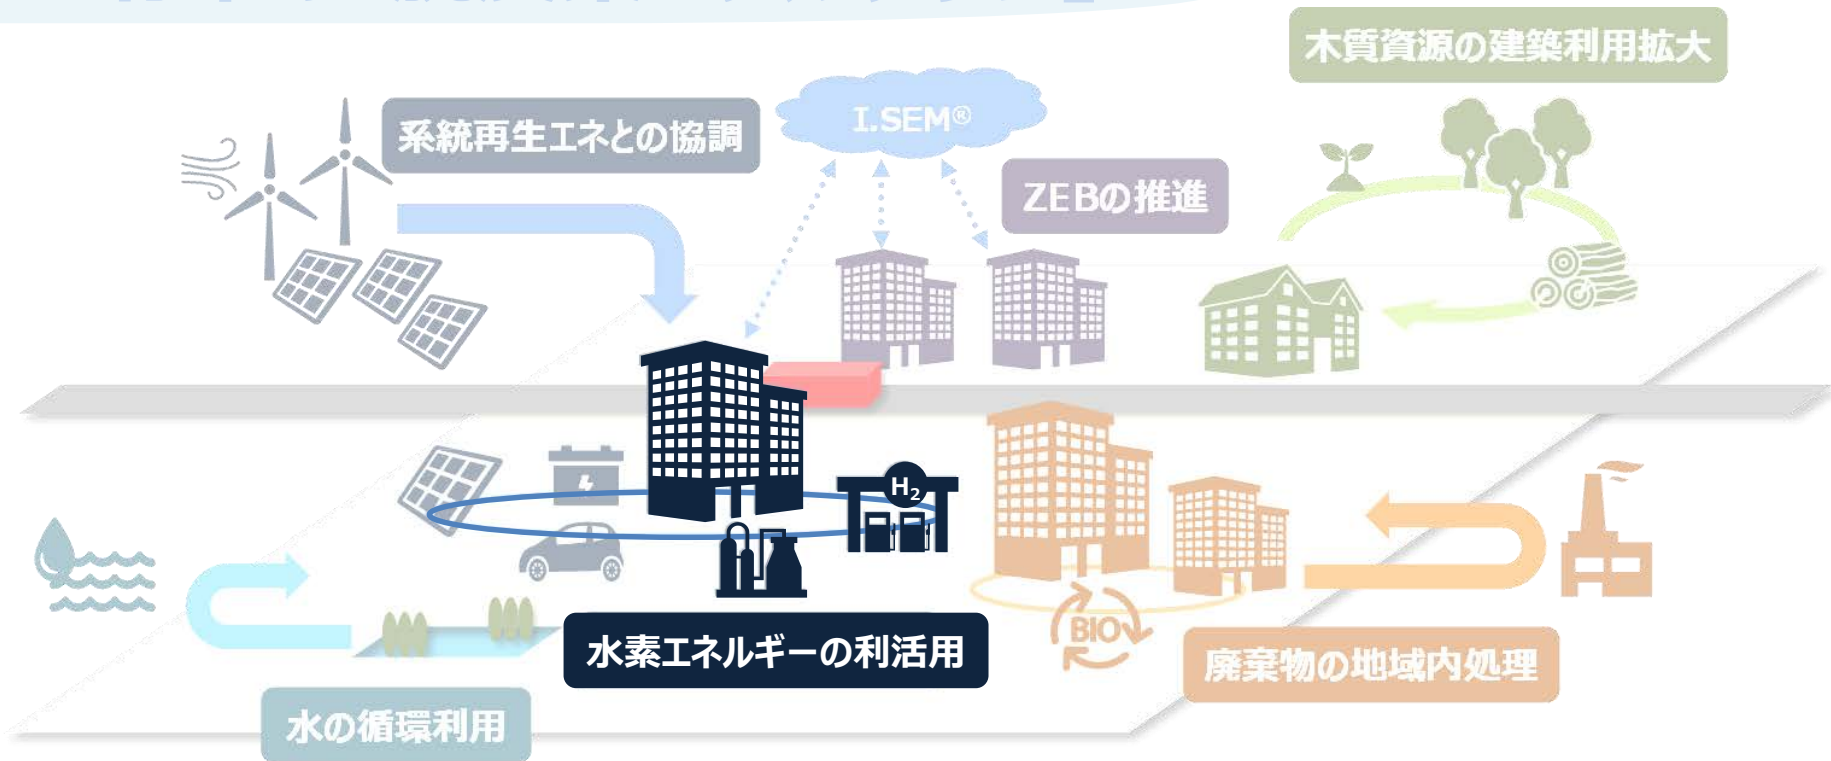 木質資源の建築利用拡大
系統再生エネとの協調
I.SEM®
ZEBの推進
H₂
水素エネルギーの利活用
BIO
廃棄物の地域内処理
水の循環利用